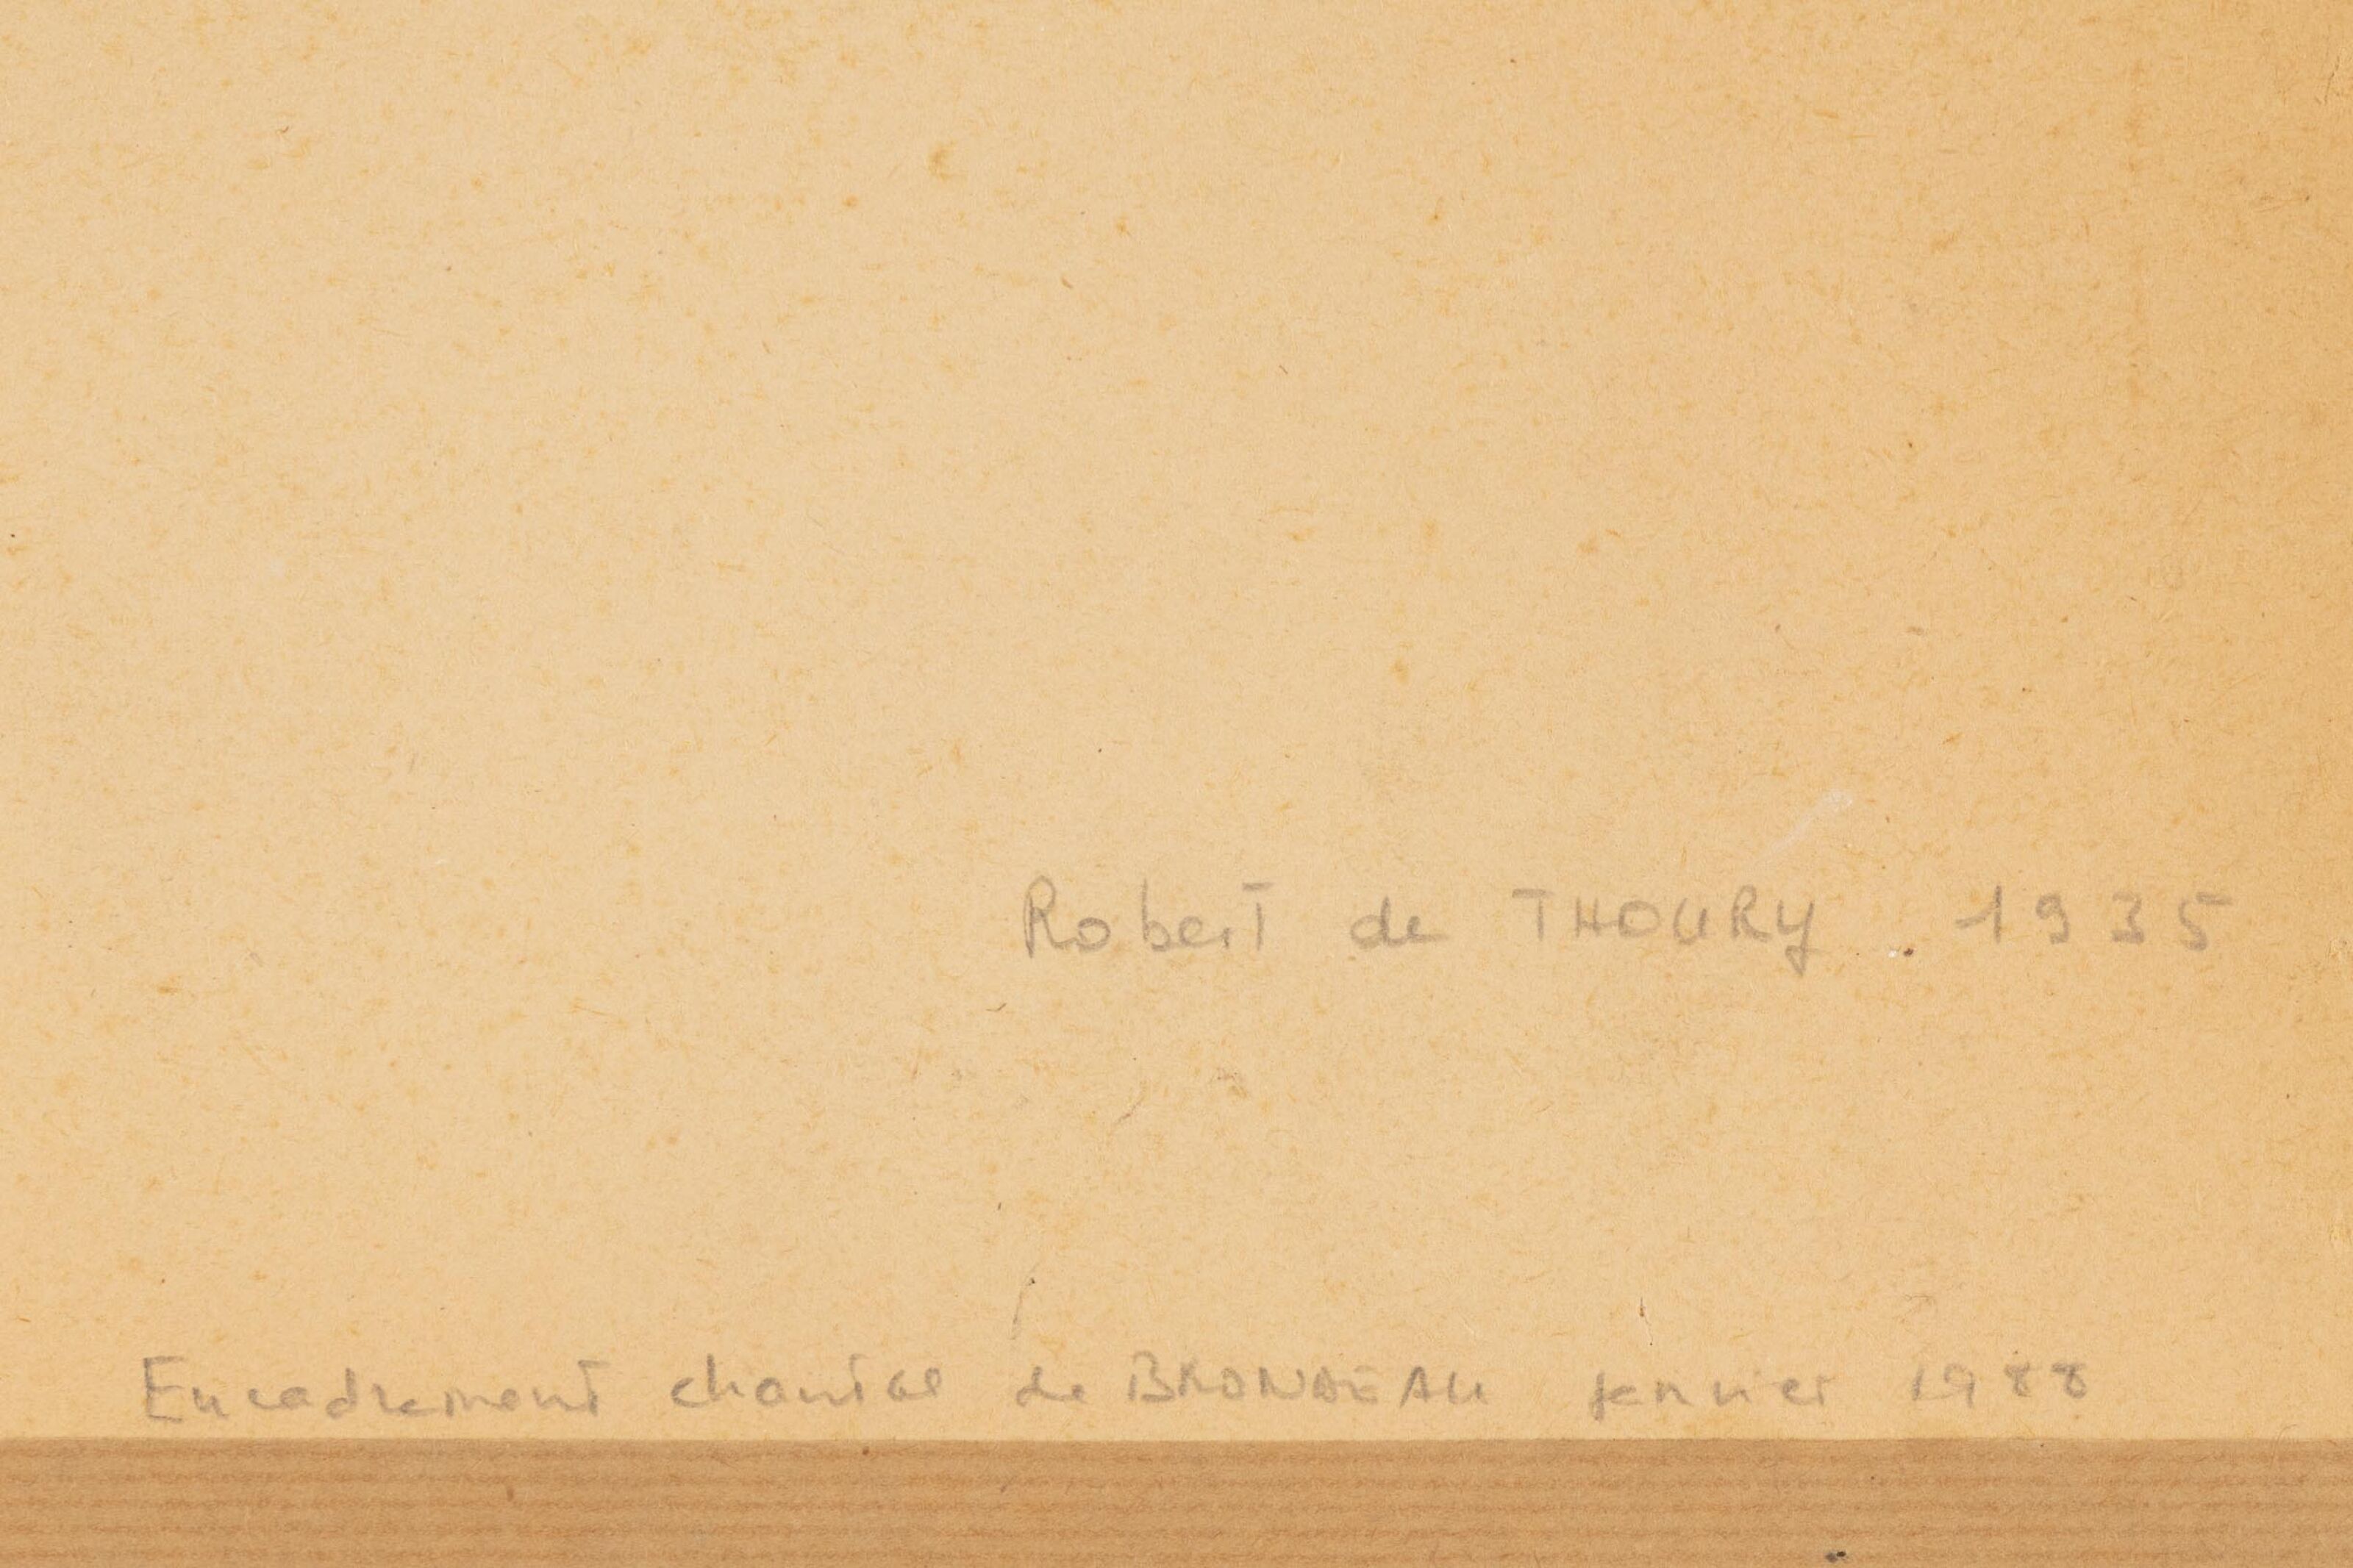 Robert de THOURY. 1935
Encadrement chantal de BRONDEAU janvier 1988